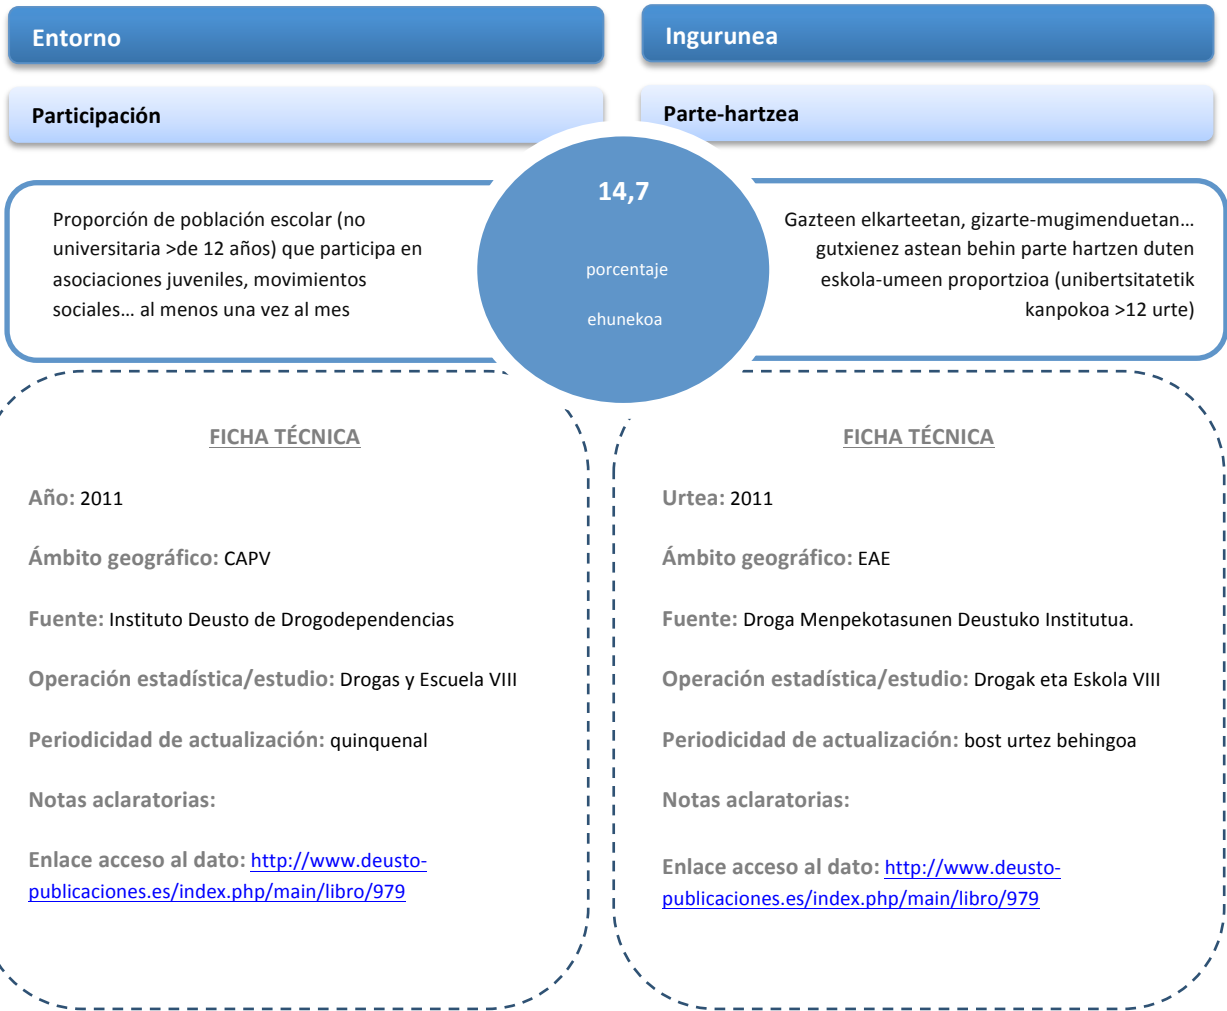 Entorno
Participación
Proporción de población escolar (no
universitaria >de 12 años) que participa en
asociaciones juveniles, movimientos
sociales... al menos una vez al mes
14,7
porcentaje
ehunekoa
Ingurunea
Parte-hartzea
Gazteen elkarteetan, gizarte-mugimenduetan...
gutxienez astean behin parte hartzen duten
eskola-umeen proportzioa (unibertsitatetik
kanpokoa >12 urte)
FICHA TÉCNICA
Año: 2011
Ámbito geográfico: CAPV
Fuente: Instituto Deusto de Drogodependencias
Operación estadística/estudio: Drogas y Escuela VIII
Periodicidad de actualización: quinquenal
Notas aclaratorias:
Enlace acceso al dato: http://www.deusto-
publicaciones.es/index.php/main/libro/979
FICHA TÉCNICA
Urtea: 2011
Ámbito geográfico: EAE
Fuente: Droga Menpekotasunen Deustuko Institutua.
Operación estadística/estudio: Drogak eta Eskola VIII
Periodicidad de actualización: bost urtez behingoa
Notas aclaratorias:
Enlace acceso al dato: http://www.deusto-
publicaciones.es/index.php/main/libro/979